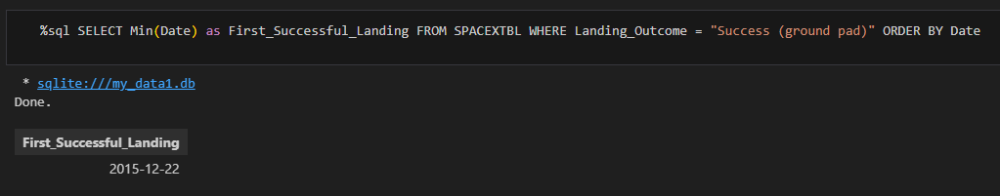 %sql SELECT Min(Date) as First_Successful_Landing FROM SPACEXTBL WHERE Landing_Outcome = "Success (ground pad)" ORDER BY Date
* sqlite:///my_data1.db
Done.
First_Successful_Landing
2015-12-22